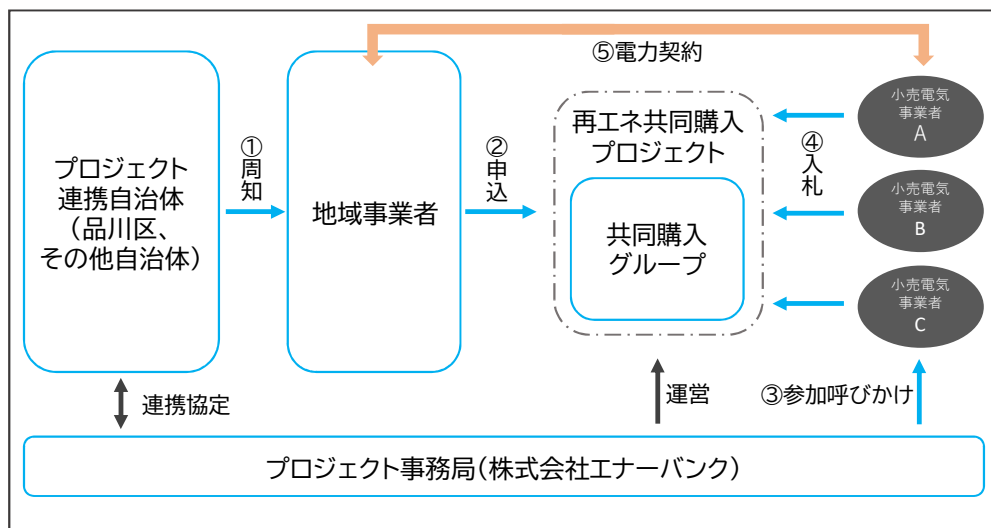 ⑤電力契約
プロジェクト
連携自治体
（品川区、
その他自治体）
①周知
地域事業者
②申込
再エネ共同購入
プロジェクト
共同購入
グループ
④入札
小売電気
事業者
A
小売電気
事業者
B
小売電気
事業者
C
連携協定
運営
③参加呼びかけ
プロジェクト事務局（株式会社エナーバンク）